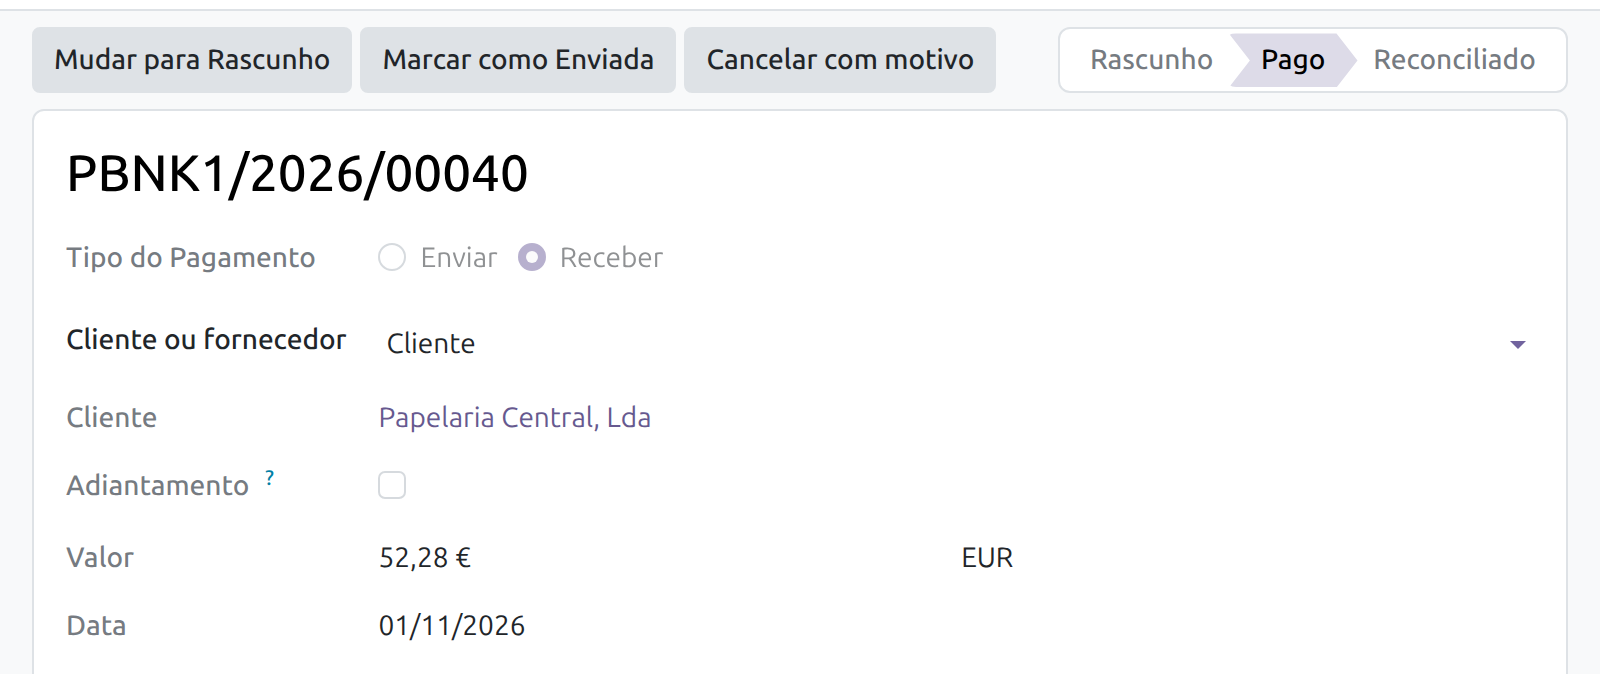 Mudar para Rascunho Marcar como Enviada Cancelar com motivo Rascunho Pago Reconciliado
PBNK1/2026/00040
Tipo do Pagamento Enviar Receber
Cliente ou fornecedor Cliente
Cliente Papelaria Central, Lda
Adiantamento ?
Valor 52,28 € EUR
Data 01/11/2026